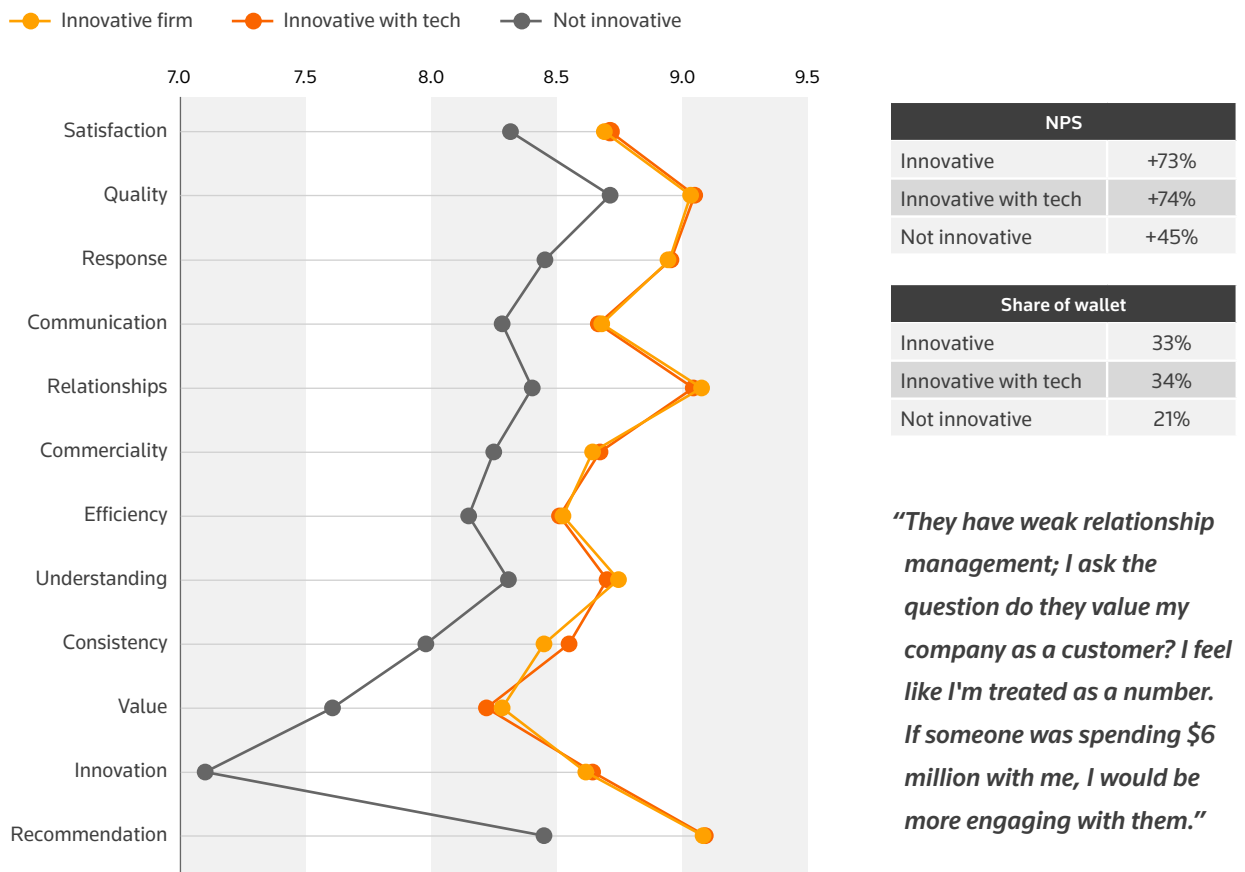 Innovative firm Innovative with tech Not innovative
7.0 7.5 8.0 8.5 9.0 9.5
Satisfaction
Quality
Response
Communication
Relationships
Commerciality
Efficiency
Understanding
Consistency
Value
Innovation
Recommendation
NPS
Innovative +73%
Innovative with tech +74%
Not innovative +45%
Share of wallet
Innovative 33%
Innovative with tech 34%
Not innovative 21%
“They have weak relationship
management; I ask the
question do they value my
company as a customer? I feel
like I'm treated as a number.
If someone was spending $6
million with me, I would be
more engaging with them.”